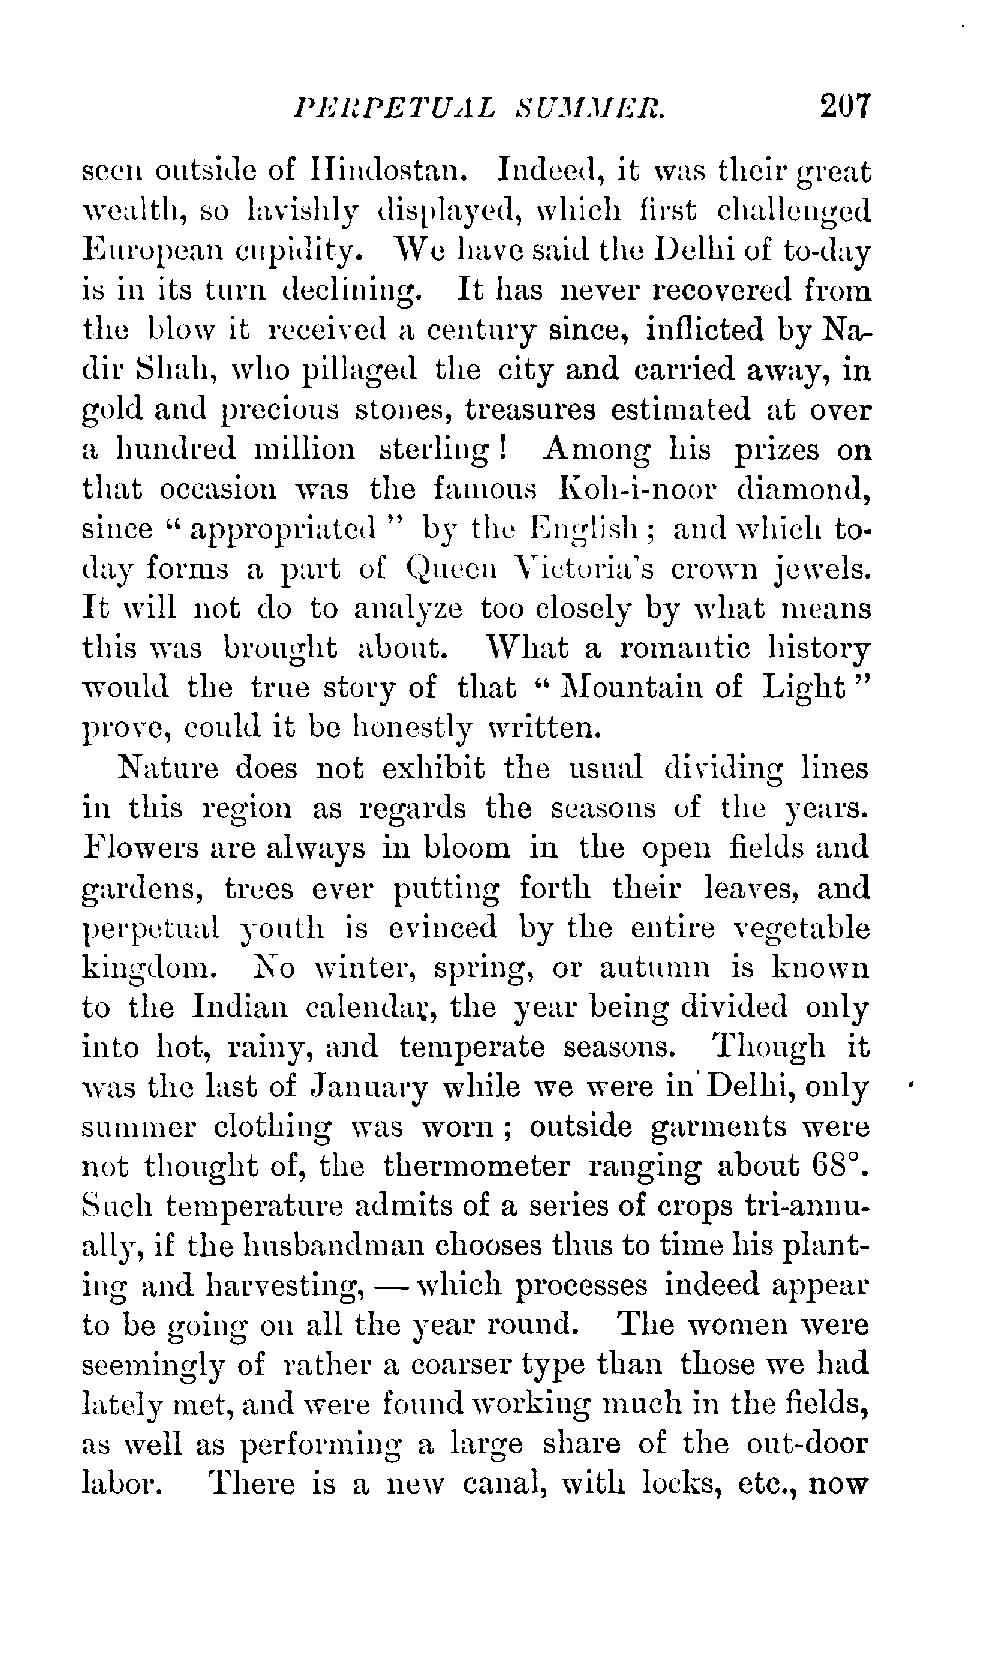 PERPETUAL SUMMER. 207
seen outside of Hindostan. Indeed, it was their great
wealth, so lavishly displayed, which first challenged
European cupidity. We have said the Delhi of to-day
is in its turn declining. It has never recovered from
the blow it received a century since, inflicted by Na-
dir Shah, who pillaged the city and carried away, in
gold and precious stones, treasures estimated at over
a hundred million sterling! Among his prizes on
that occasion was the famous Koh-i-noor diamond,
since "appropriated" by the English; and which to-
day forms a part of Queen Victoria's crown jewels.
It will not do to analyze too closely by what means
this was brought about. What a romantic history
would the true story of that "Mountain of Light"
prove, could it be honestly written.
Nature does not exhibit the usual dividing lines
in this region as regards the seasons of the years.
Flowers are always in bloom in the open fields and
gardens, trees ever putting forth their leaves, and
perpetual youth is evinced by the entire vegetable
kingdom. No winter, spring, or autumn is known
to the Indian calendar, the year being divided only
into hot, rainy, and temperate seasons. Though it
was the last of January while we were in Delhi, only
summer clothing was worn; outside garments were
not thought of, the thermometer ranging about 68°.
Such temperature admits of a series of crops tri-annu-
ally, if the husbandman chooses thus to time his plant-
ing and harvesting, — which processes indeed appear
to be going on all the year round. The women were
seemingly of rather a coarser type than those we had
lately met, and were found working much in the fields,
as well as performing a large share of the out-door
labor. There is a new canal, with locks, etc., now